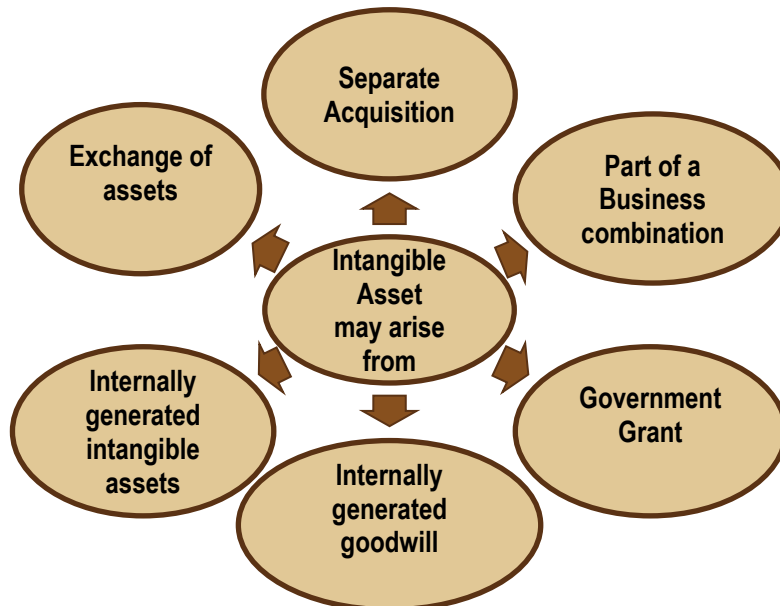 Separate
Acquisition
Exchange of
assets
Part of a
Business
combination
Intangible
Asset
may arise
from
Internally
generated
intangible
assets
Government
Grant
Internally
generated
goodwill